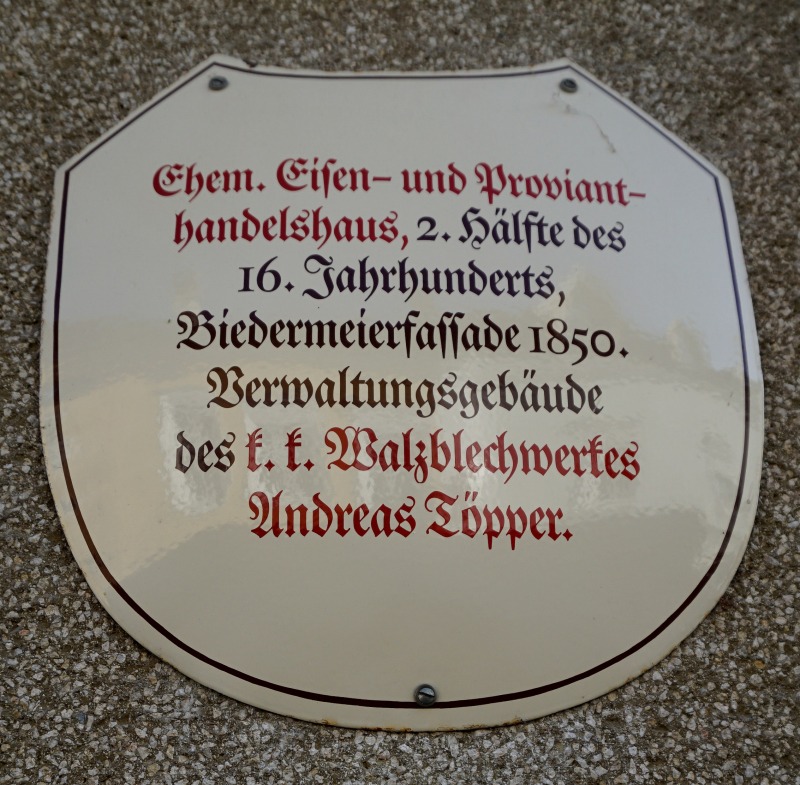 Ehem. Eiſen- und Proviant-
handelshaus, 2. Hälfte des
16. Jahrhunderts,
Biedermeierfaſſade 1850.
Verwaltungsgebäude
des k. k. Walzblechwerkes
Andreas Töpper.